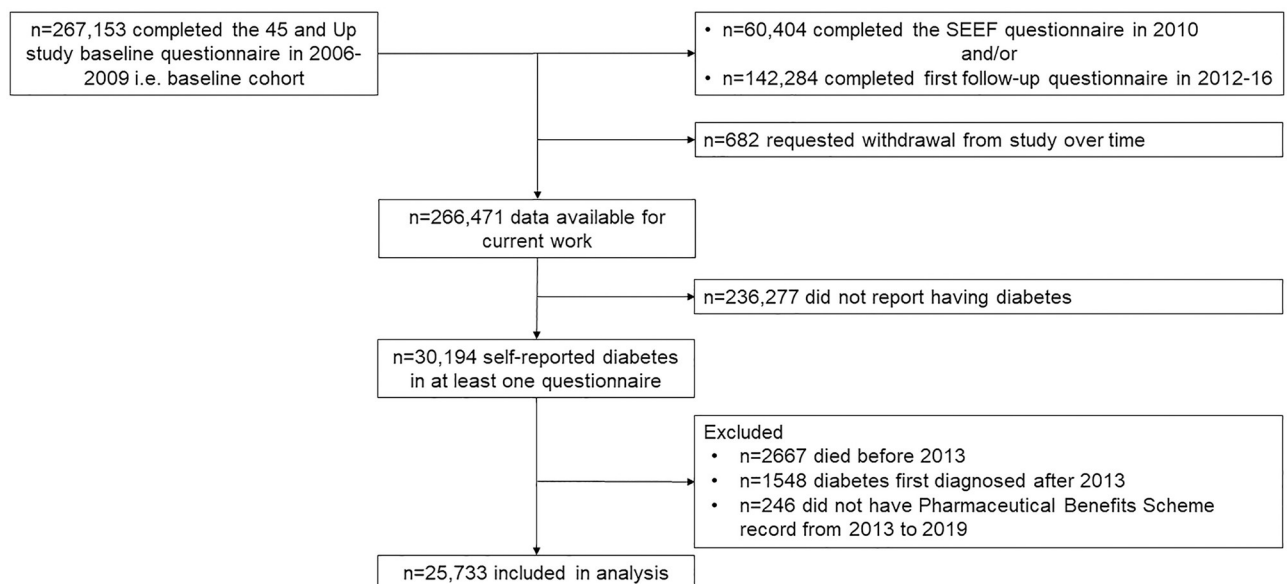 n=267,153 completed the 45 and Up
study baseline questionnaire in 2006-
2009 i.e. baseline cohort
• n=60,404 completed the SEEF questionnaire in 2010
and/or
• n=142,284 completed first follow-up questionnaire in 2012-16
n=682 requested withdrawal from study over time
n=266,471 data available for
current work
n=236,277 did not report having diabetes
n=30,194 self-reported diabetes
in at least one questionnaire
Excluded
• n=2667 died before 2013
• n=1548 diabetes first diagnosed after 2013
• n=246 did not have Pharmaceutical Benefits Scheme
record from 2013 to 2019
n=25,733 included in analysis